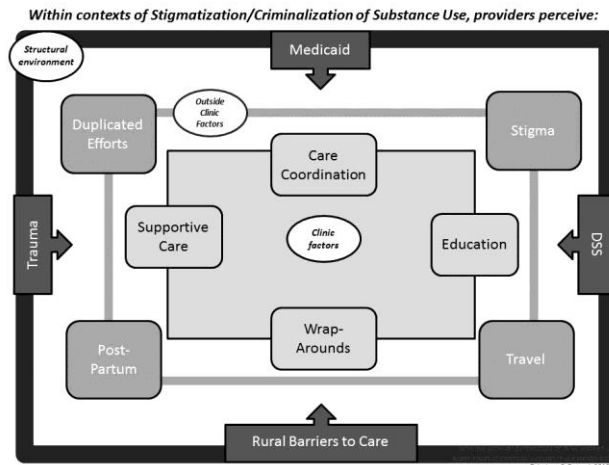 Within contexts of Stigmatization/Criminalization of Substance Use, providers perceive:
Structural
environment
Medicaid
Outside
Clinic
Factors
Duplicated
Efforts
Stigma
Care
Coordination
Trauma
Supportive
Care
Clinic
factors
Education
DSS
Wrap-
Arounds
Post-
Partum
Travel
Rural Barriers to Care